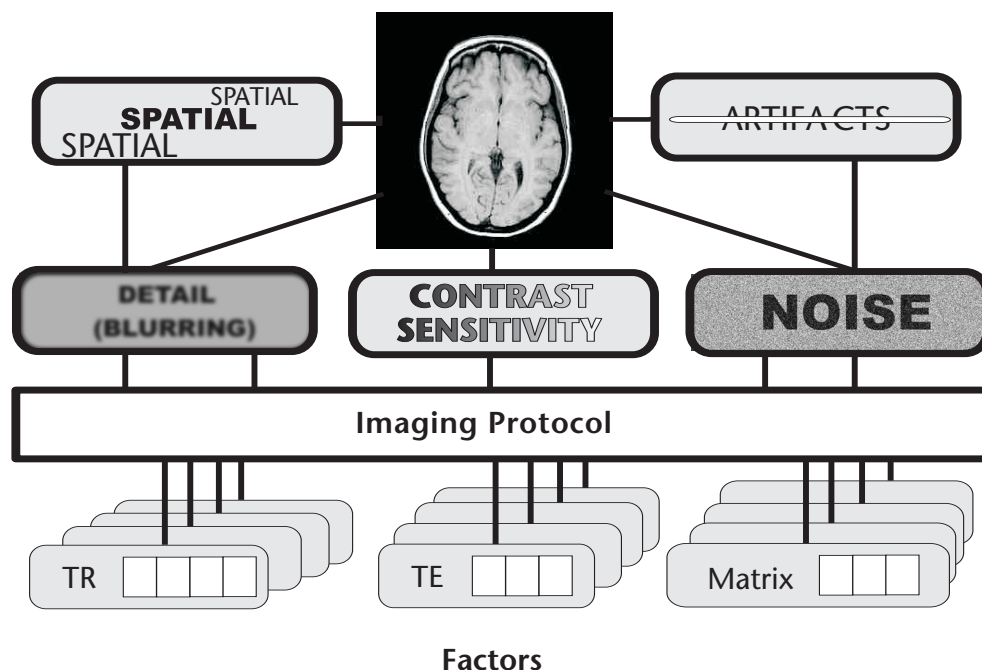 SPATIAL
SPATIAL
SPATIAL
ARTIFACTS
DETAIL
(BLURRING)
CONTRAST
SENSITIVITY
NOISE
Imaging Protocol
TR
TE
Matrix
Factors